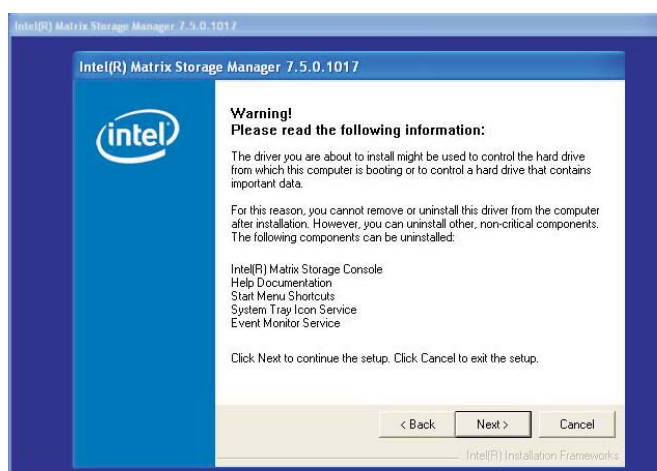 Intel(R) Matrix Storage Manager 7.5.0.1017
Intel(R) Matrix Storage Manager 7.5.0.1017
intel
Warning!
Please read the following information:
The driver you are about to install might be used to control the hard drive
from which this computer is booting or to control a hard drive that contains
important data.
For this reason, you cannot remove or uninstall this driver from the computer
after installation. However, you can uninstall other, non-critical components.
The following components can be uninstalled:
Intel(R) Matrix Storage Console
Help Documentation
Start Menu Shortcuts
System Tray Icon Service
Event Monitor Service
Click Next to continue the setup. Click Cancel to exit the setup.
< Back Next > Cancel
Intel(R) Installation Frameworks